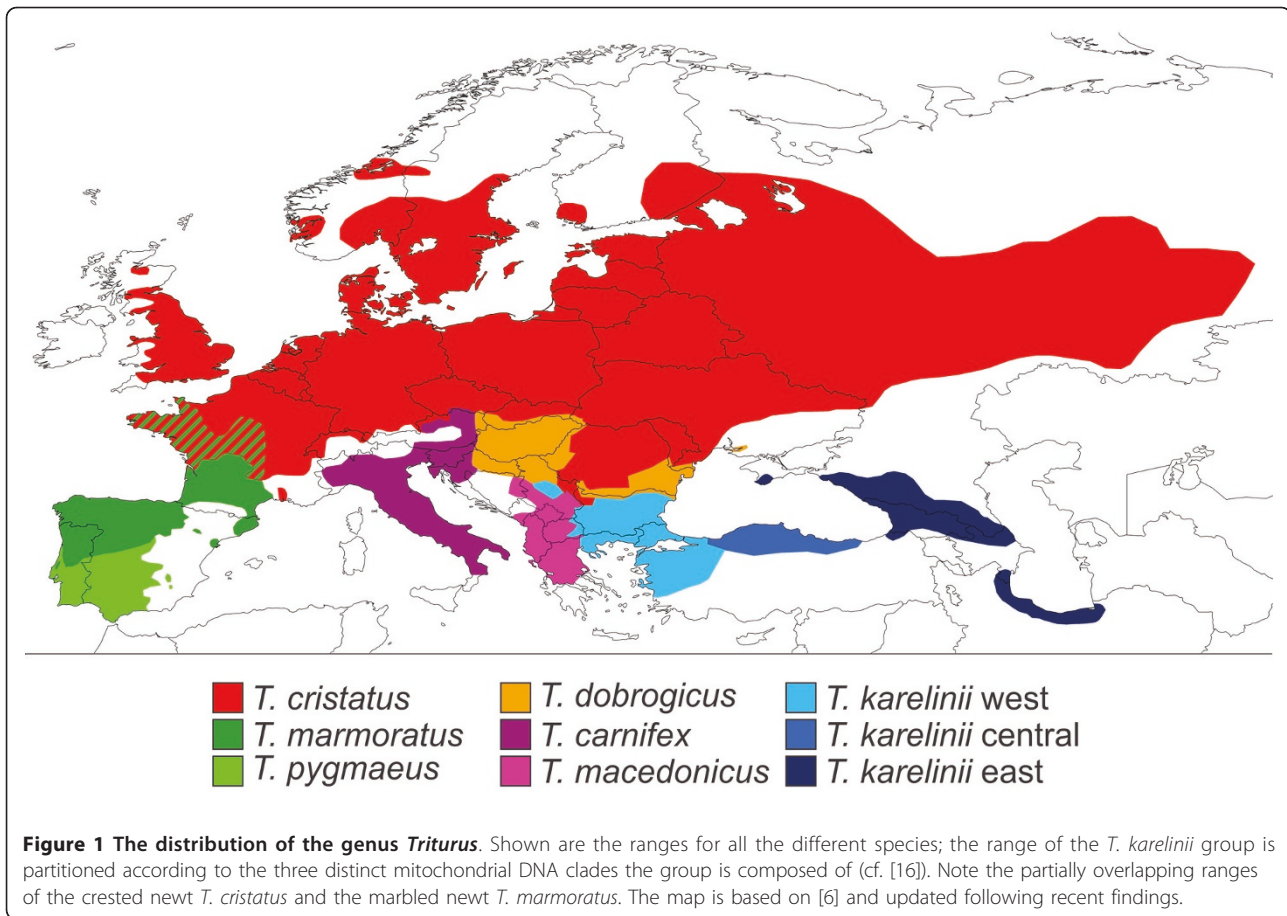 T. cristatus
T. marmoratus
T. pygmaeus
T. dobrogicus
T. carnifex
T. macedonicus
T. karelinii west
T. karelinii central
T. karelinii east
Figure 1 The distribution of the genus Triturus. Shown are the ranges for all the different species; the range of the T. karelinii group is
partitioned according to the three distinct mitochondrial DNA clades the group is composed of (cf. [16]). Note the partially overlapping ranges
of the crested newt T. cristatus and the marbled newt T. marmoratus. The map is based on [6] and updated following recent findings.